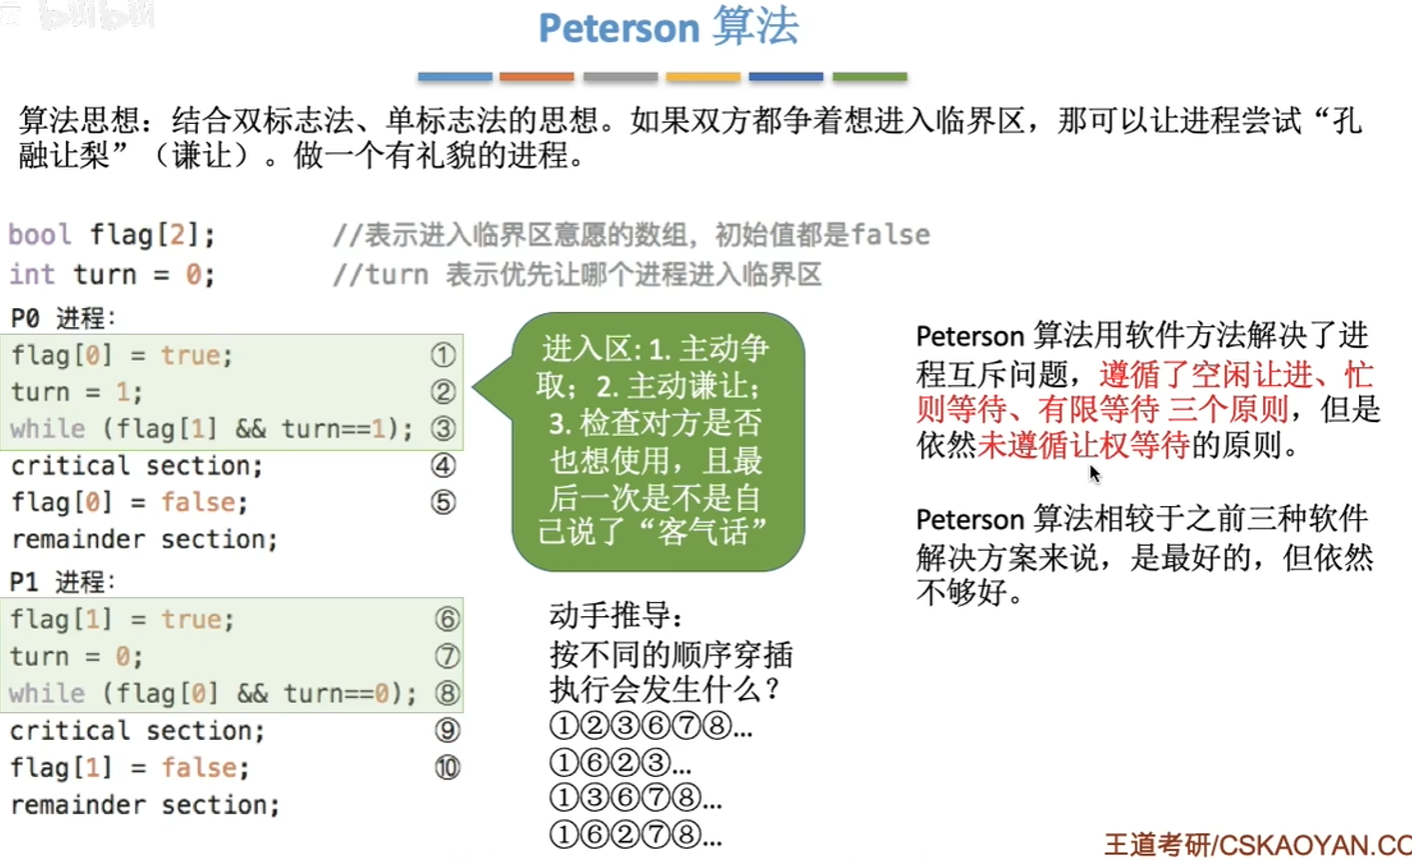 Peterson 算法
算法思想：结合双标志法、单标志法的思想。如果双方都争着想进入临界区，那可以让进程尝试“孔
融让梨”（谦让）。做一个有礼貌的进程。
bool flag[2]; //表示进入临界区意愿的数组，初始值都是false
int turn = 0; //turn 表示优先让哪个进程进入临界区
P0 进程：
flag[0] = true; ①
turn = 1; ②
while (flag[1] && turn==1); ③
critical section; ④
flag[0] = false; ⑤
remainder section;
P1 进程：
flag[1] = true; ⑥
turn = 0; ⑦
while (flag[0] && turn==0); ⑧
critical section; ⑨
flag[1] = false; ⑩
remainder section;
进入区：1. 主动争
取；2. 主动谦让；
3. 检查对方是否
也想使用，且最
后一次是不是自
己说了“客气话”
动手推导：
按不同的顺序穿插
执行会发生什么？
①②③⑥⑦⑧...
①⑥②③...
①③⑥⑦⑧...
①⑥②⑦⑧...
Peterson 算法用软件方法解决了进
程互斥问题，遵循了空闲让进、忙
则等待、有限等待 三个原则，但是
依然未遵循让权等待的原则。
Peterson 算法相较于之前三种软件
解决方案来说，是最好的，但依然
不够好。
王道考研/CSKAOYAN.CO